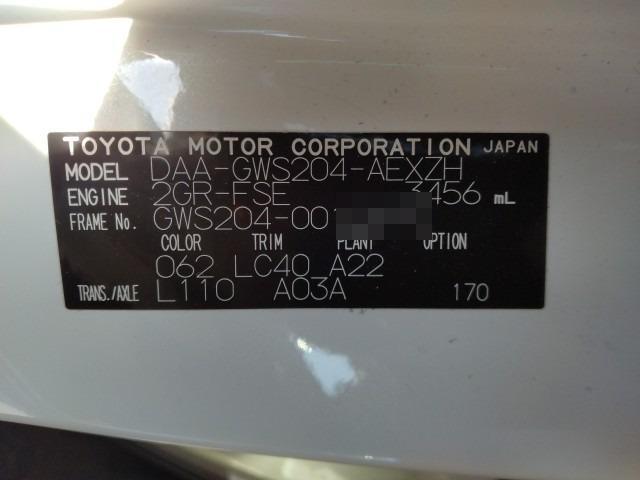 TOYOTA MOTOR CORPORATION JAPAN
MODEL DAA-GWS204-AEXZH
ENGINE 2GR-FSE 3456 mL
FRAME No. GWS204-001
COLOR TRIM PLANT OPTION
062 LC40 A22
TRANS./AXLE L110 A03A 170